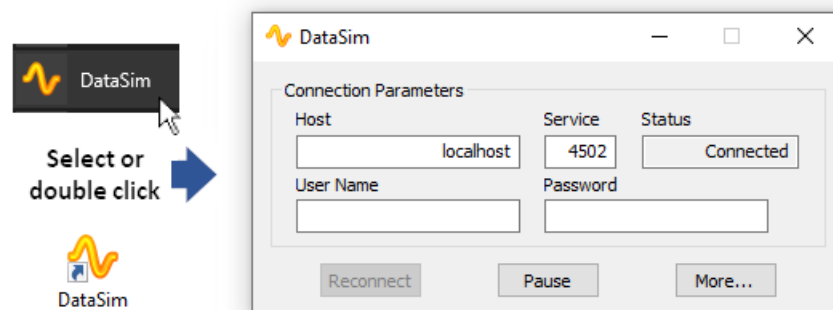 DataSim
Select or
double click
DataSim
DataSim
Connection Parameters
Host Service Status
localhost 4502 Connected
User Name Password
Reconnect Pause More...